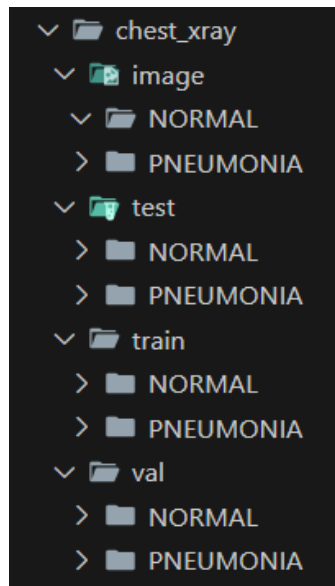 chest_xray
image
NORMAL
PNEUMONIA
test
NORMAL
PNEUMONIA
train
NORMAL
PNEUMONIA
val
NORMAL
PNEUMONIA